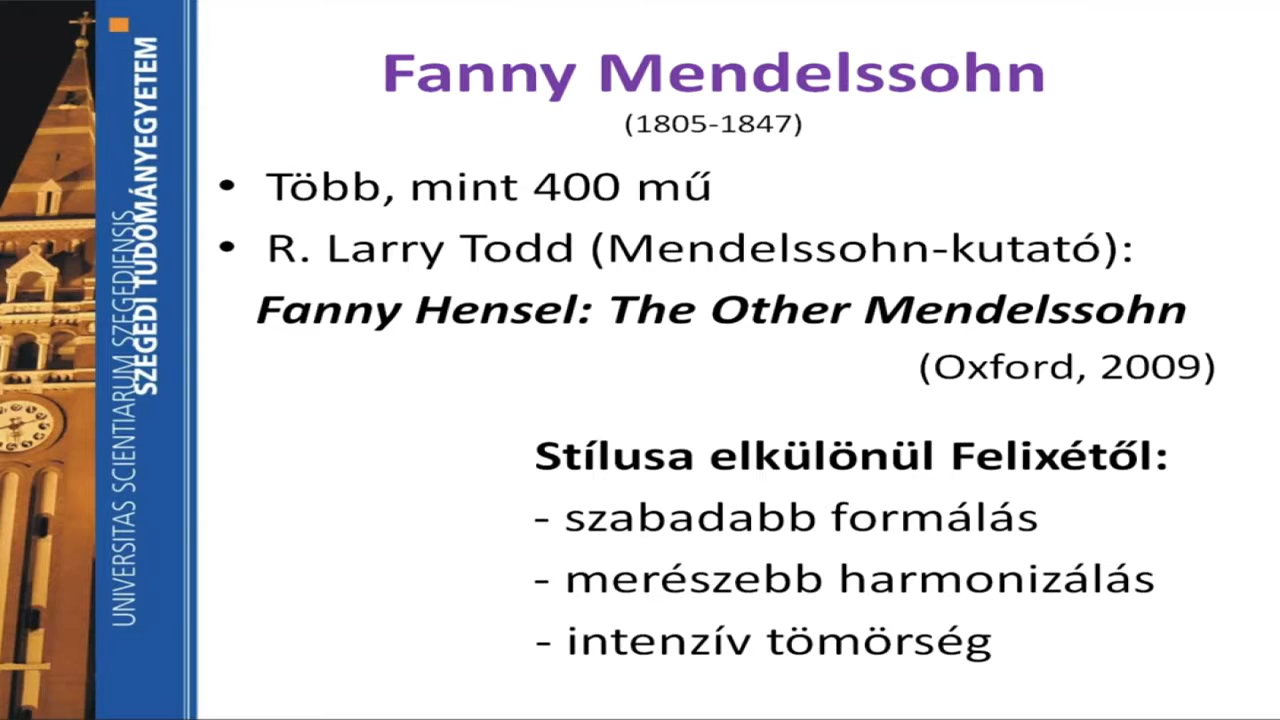 SZEGEDI TUDOMÁNYEGYETEM
UNIVERSITAS SCIENTIARUM SZEGEDIENSIS
Fanny Mendelssohn
(1805-1847)
• Több, mint 400 mű
• R. Larry Todd (Mendelssohn-kutató):
Fanny Hensel: The Other Mendelssohn
(Oxford, 2009)
Stílusa elkülönül Felixétől:
- szabadabb formálás
- merészebb harmonizálás
- intenzív tömörség